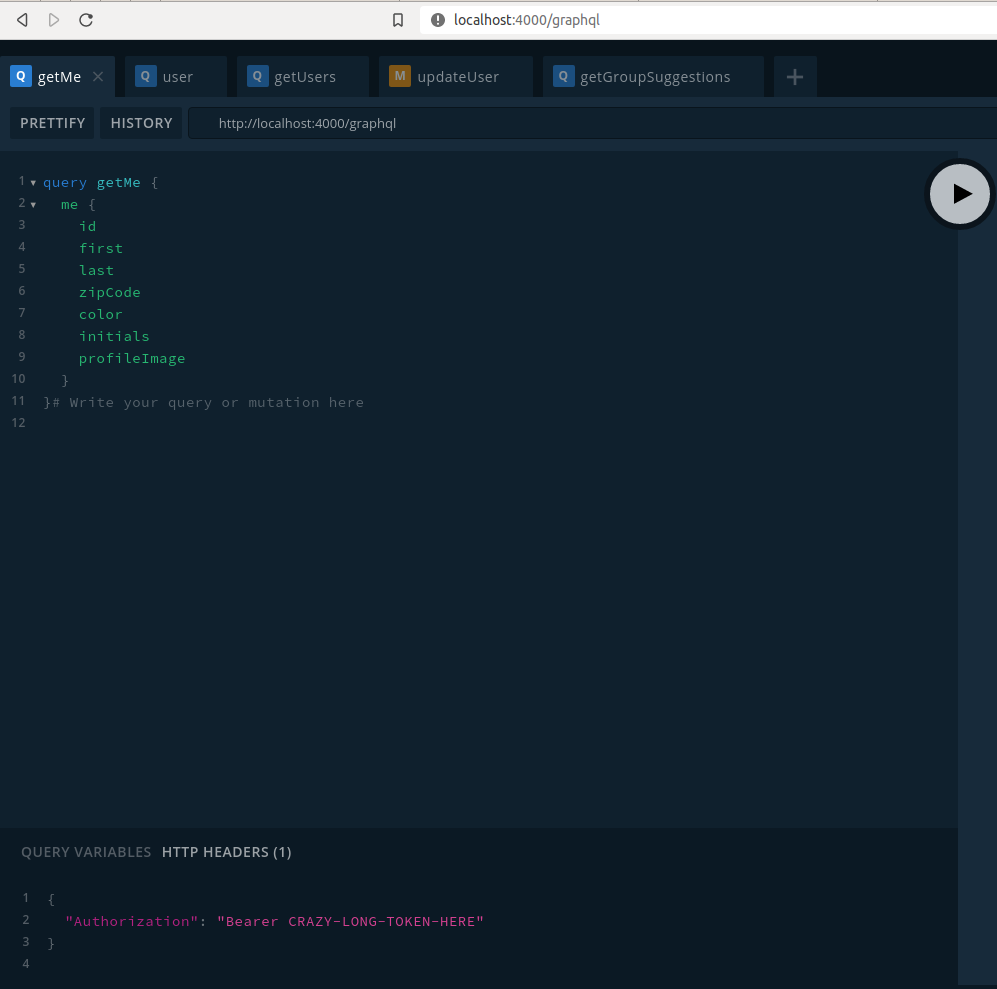 localhost:4000/graphql
Q getMe Q user Q getUsers M updateUser Q getGroupSuggestions
PRETTIFY HISTORY http://localhost:4000/graphql
1 query getMe {
2 me {
3 id
4 first
5 last
6 zipCode
7 color
8 initials
9 profileImage
10 }
11 }# Write your query or mutation here
12
QUERY VARIABLES HTTP HEADERS (1)
1 {
2 "Authorization": "Bearer CRAZY-LONG-TOKEN-HERE"
3 }
4